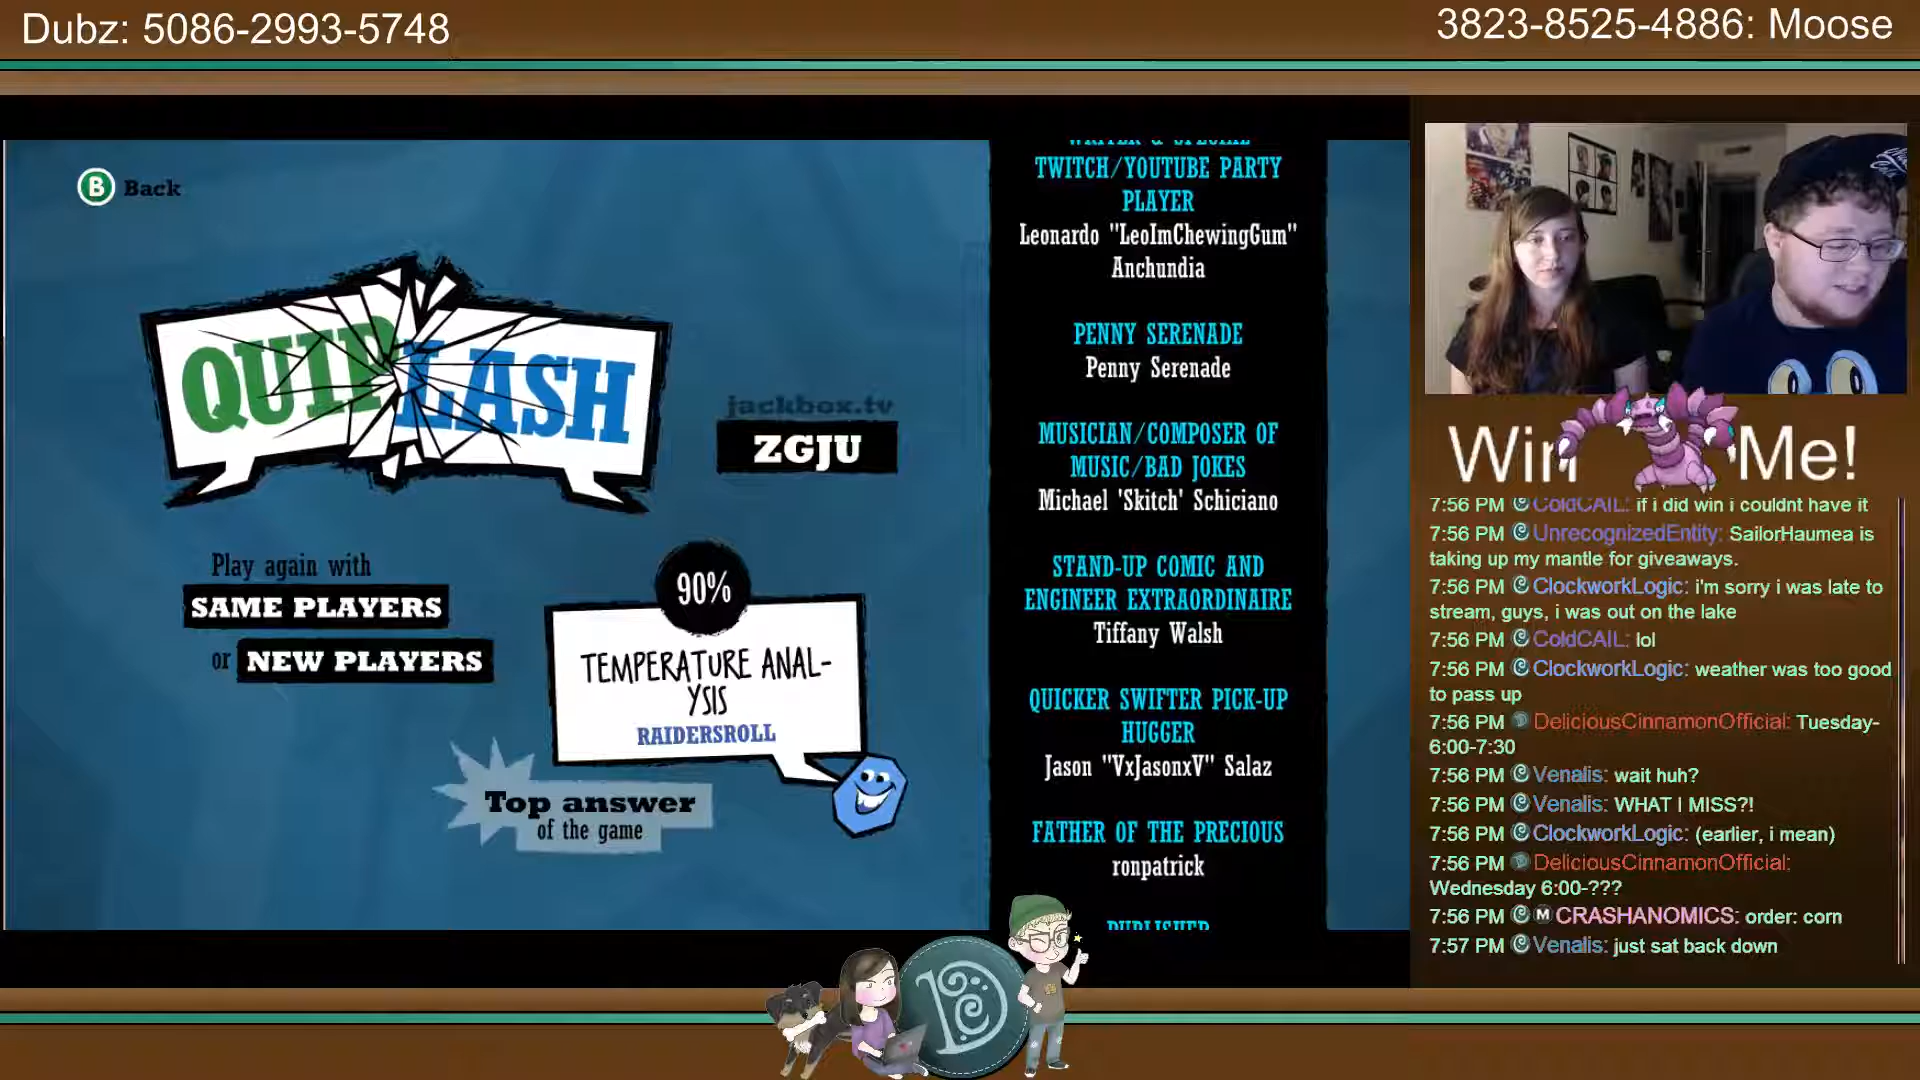 Dubz: 5086-2993-5748
3823-8525-4886: Moose
B Back
QUIPLASH
jackbox.tv
ZGJU
Play again with
SAME PLAYERS
or NEW PLAYERS
90%
TEMPERATURE ANAL-
YSIS
RAIDERSROLL
Top answer
of the game
WRITER & SPECIAL
TWITCH/YOUTUBE PARTY
PLAYER
Leonardo "LeoImChewingGum"
Anchundia
PENNY SERENADE
Penny Serenade
MUSICIAN/COMPOSER OF
MUSIC/BAD JOKES
Michael 'Skitch' Schiciano
STAND-UP COMIC AND
ENGINEER EXTRAORDINAIRE
Tiffany Walsh
QUICKER SWIFTER PICK-UP
HUGGER
Jason "VxJasonxV" Salaz
FATHER OF THE PRECIOUS
ronpatrick
PUBLISHER
Win Me!
7:56 PM ColdCAIL: if i did win i couldnt have it
7:56 PM UnrecognizedEntity: SailorHaumea is
taking up my mantle for giveaways.
7:56 PM ClockworkLogic: i'm sorry i was late to
stream, guys, i was out on the lake
7:56 PM ColdCAIL: lol
7:56 PM ClockworkLogic: weather was too good
to pass up
7:56 PM DeliciousCinnamonOfficial: Tuesday-
6:00-7:30
7:56 PM Venalis: wait huh?
7:56 PM Venalis: WHAT I MISS?!
7:56 PM ClockworkLogic: (earlier, i mean)
7:56 PM DeliciousCinnamonOfficial:
Wednesday 6:00-???
7:56 PM M CRASHANOMICS: order: corn
7:57 PM Venalis: just sat back down